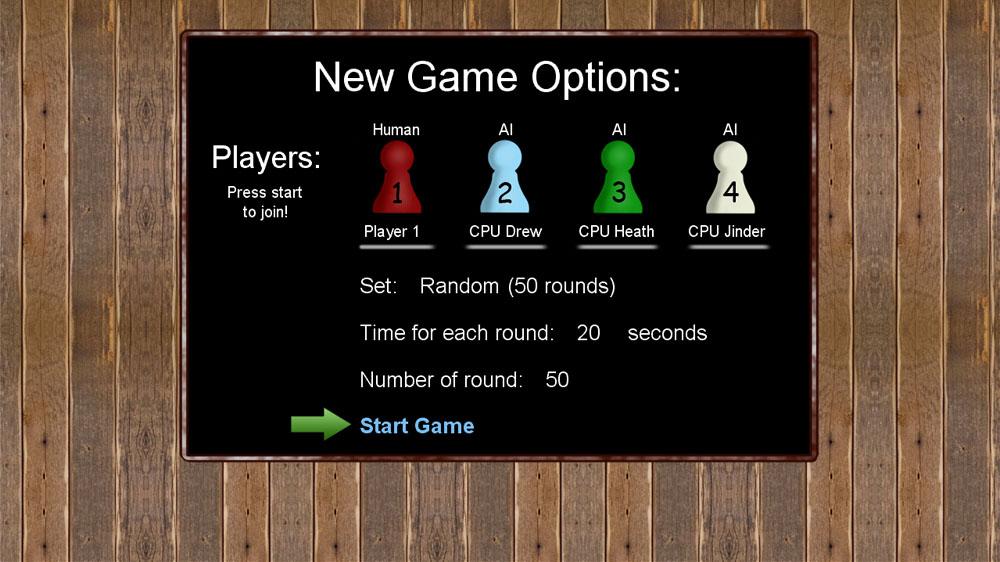 New Game Options:
Human AI AI AI
Players:
Press start
to join!
1 2 3 4
Player 1 CPU Drew CPU Heath CPU Jinder
Set: Random (50 rounds)
Time for each round: 20 seconds
Number of round: 50
Start Game